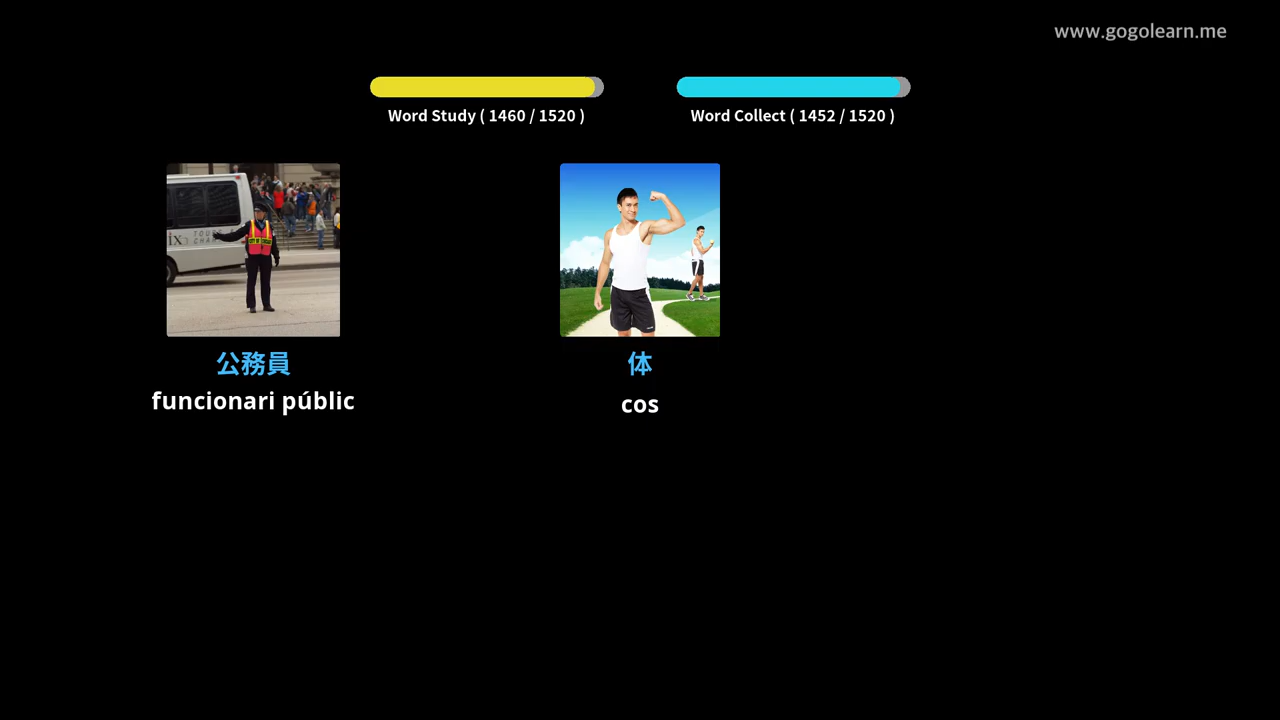 www.gogolearn.me
Word Study ( 1460 / 1520 )
Word Collect ( 1452 / 1520 )
公務員
体
funcionari públic
cos